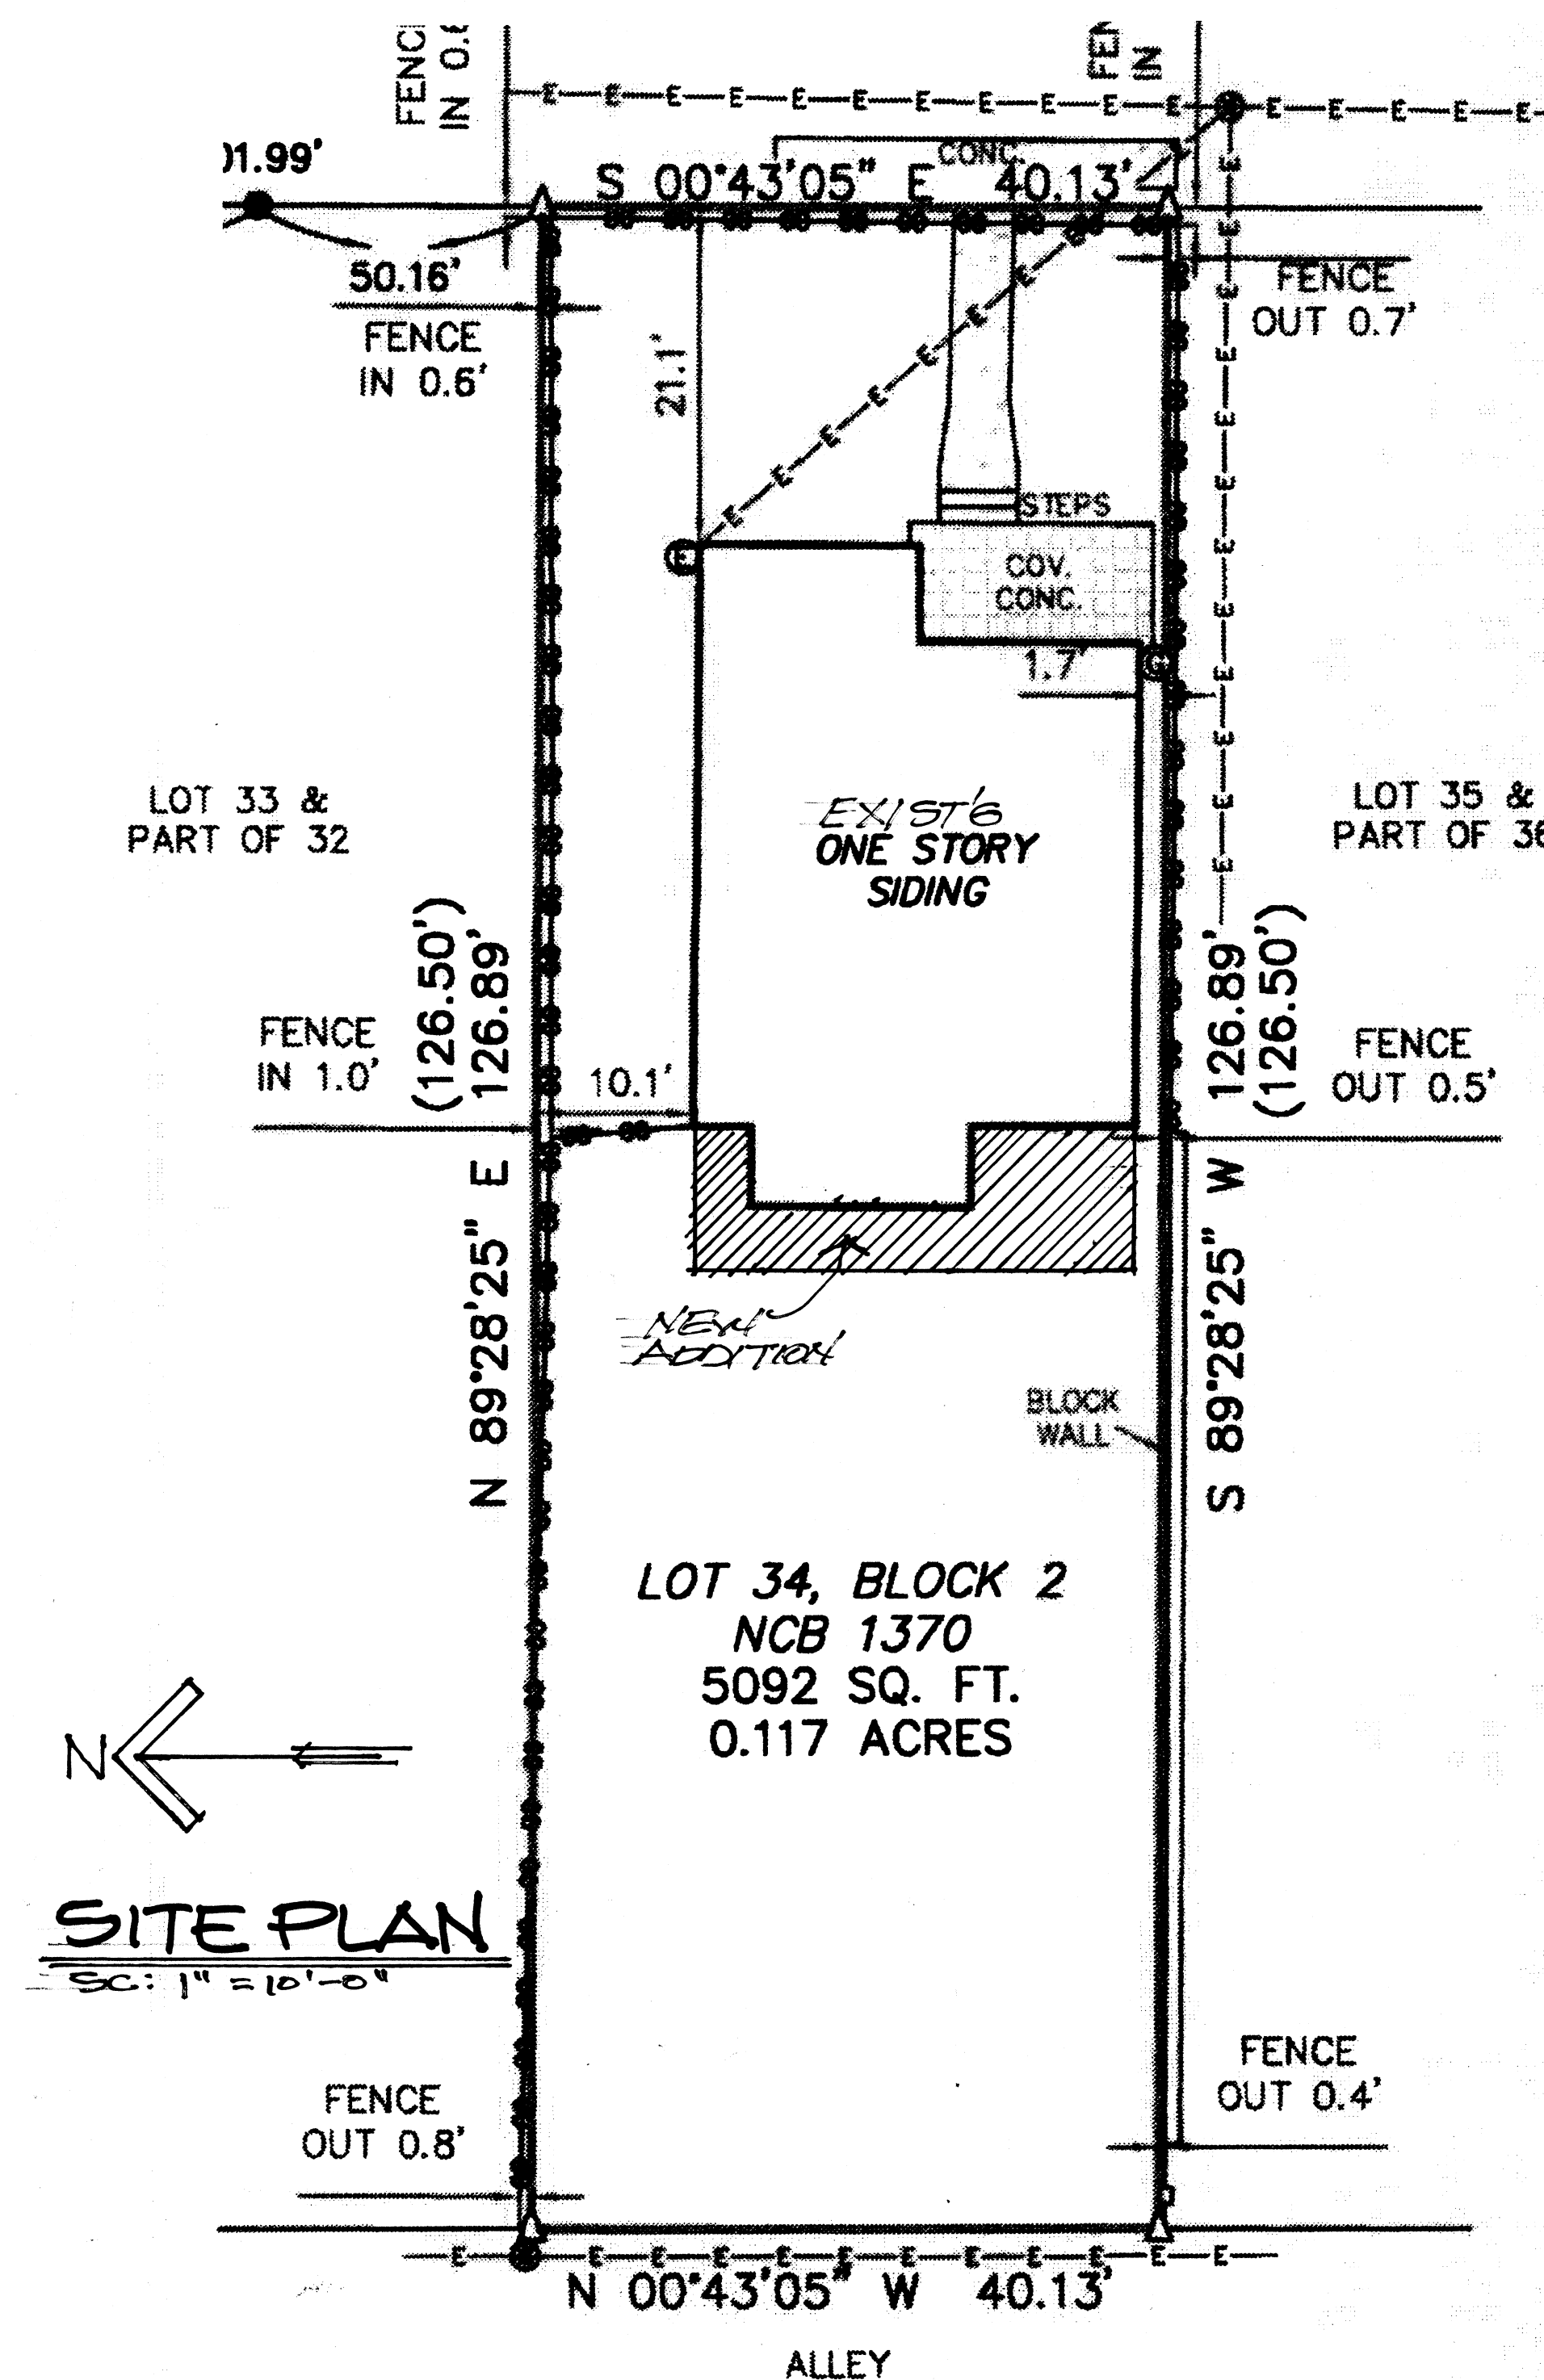 IN
CONC.
01.99'
S 00°43'05" E 40.13'
50.16'
FENCE
IN 0.6'
FENCE
OUT 0.7'
21.1'
STEPS
COV.
CONC.
1.7'
LOT 33 &
PART OF 32
EXIST'G
ONE STORY
SIDING
LOT 35 &
PART OF 36
(126.50')
126.89'
N 89°28'25" E
126.89'
(126.50')
S 89°28'25" W
FENCE
IN 1.0'
10.1'
FENCE
OUT 0.5'
NEW
ADDITION
BLOCK
WALL
LOT 34, BLOCK 2
NCB 1370
5092 SQ. FT.
0.117 ACRES
N
SITE PLAN
SC: 1" = 10'-0"
FENCE
OUT 0.8'
FENCE
OUT 0.4'
N 00°43'05" W 40.13'
ALLEY